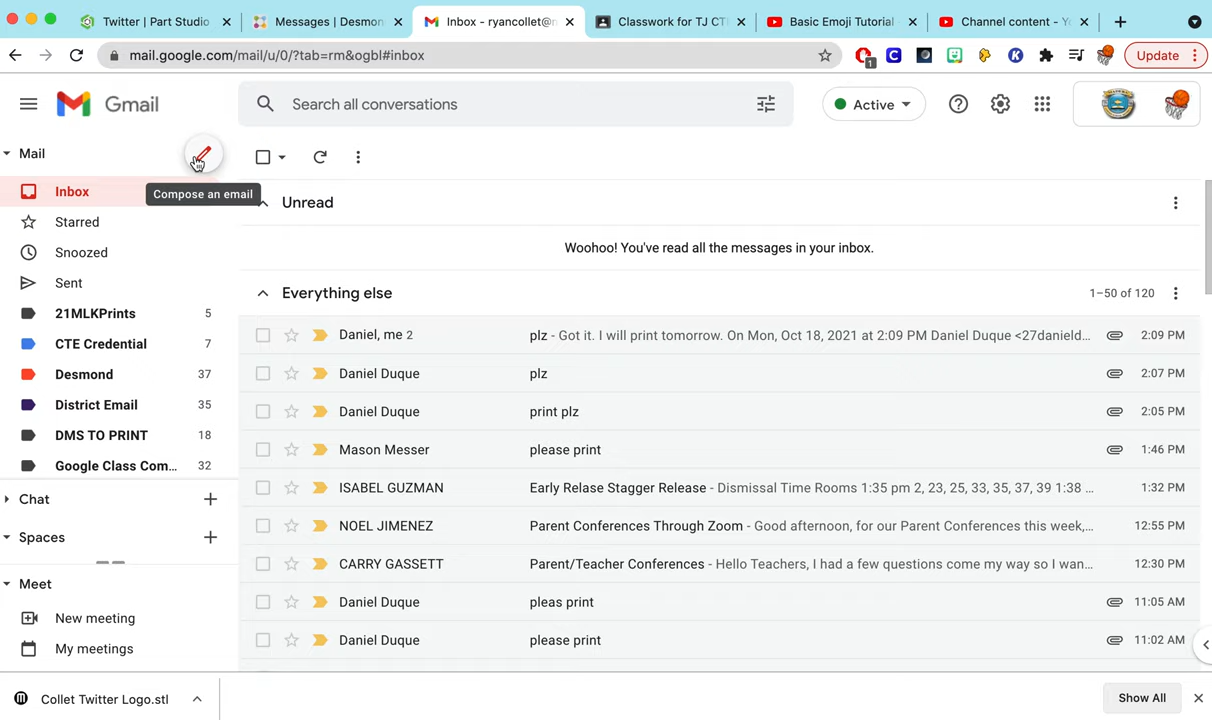 Twitter | Part Studio
Messages | Desmon
Inbox - ryancollet@r
Classwork for TJ CT
Basic Emoji Tutorial
Channel content - Y
mail.google.com/mail/u/0/?tab=rm&ogbl#inbox
1
Update
Gmail
Search all conversations
Active
Mail
Compose an email
Inbox
Starred
Snoozed
Sent
21MLKPrints 5
CTE Credential 7
Desmond 37
District Email 35
DMS TO PRINT 18
Google Class Com... 32
Chat
Spaces
Meet
New meeting
My meetings
Unread
Woohoo! You've read all the messages in your inbox.
Everything else 1–50 of 120
Daniel, me 2 plz - Got it. I will print tomorrow. On Mon, Oct 18, 2021 at 2:09 PM Daniel Duque <27danield... 2:09 PM
Daniel Duque plz 2:07 PM
Daniel Duque print plz 2:05 PM
Mason Messer please print 1:46 PM
ISABEL GUZMAN Early Relase Stagger Release - Dismissal Time Rooms 1:35 pm 2, 23, 25, 33, 35, 37, 39 1:38 ... 1:32 PM
NOEL JIMENEZ Parent Conferences Through Zoom - Good afternoon, for our Parent Conferences this week,... 12:55 PM
CARRY GASSETT Parent/Teacher Conferences - Hello Teachers, I had a few questions come my way so I wan... 12:30 PM
Daniel Duque pleas print 11:05 AM
Daniel Duque please print 11:02 AM
Collet Twitter Logo.stl
Show All